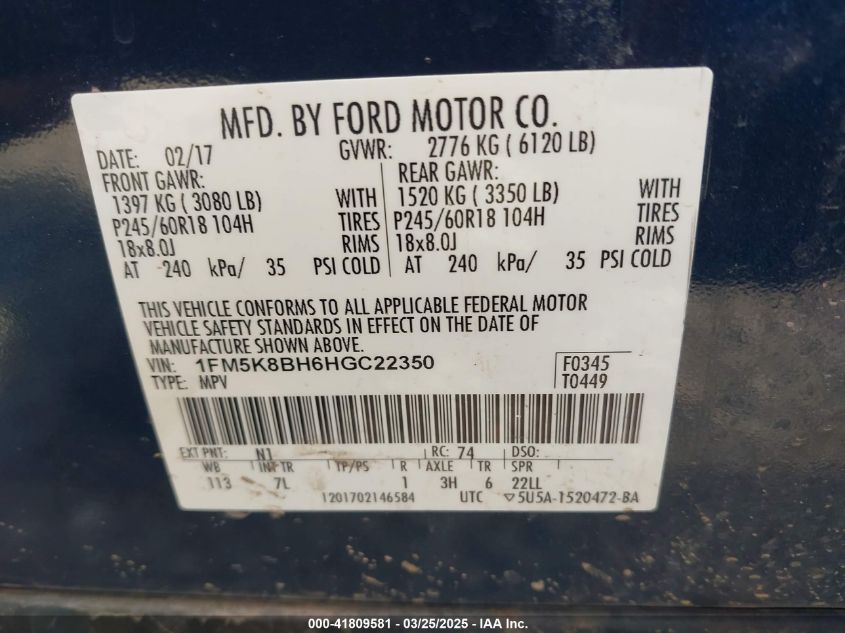 MFD. BY FORD MOTOR CO.
DATE: 02/17 GVWR: 2776 KG ( 6120 LB)
FRONT GAWR: REAR GAWR:
1397 KG ( 3080 LB) WITH 1520 KG ( 3350 LB) WITH
P245/60R18 104H TIRES P245/60R18 104H TIRES
18x8.0J RIMS 18x8.0J RIMS
AT 240 kPa/ 35 PSI COLD AT 240 kPa/ 35 PSI COLD
THIS VEHICLE CONFORMS TO ALL APPLICABLE FEDERAL MOTOR
VEHICLE SAFETY STANDARDS IN EFFECT ON THE DATE OF
MANUFACTURE SHOWN ABOVE.
VIN: 1FM5K8BH6HGC22350 F0345
TYPE: MPV T0449
EXT PNT: N1 RC: 74 DSO:
WB INT TR TP/PS R AXLE TR SPR
113 7L 1 3H 6 22LL
1201702146584 UTC ▽5U5A-1520472-BA
000-41809581 — 03/25/2025 — IAA Inc.